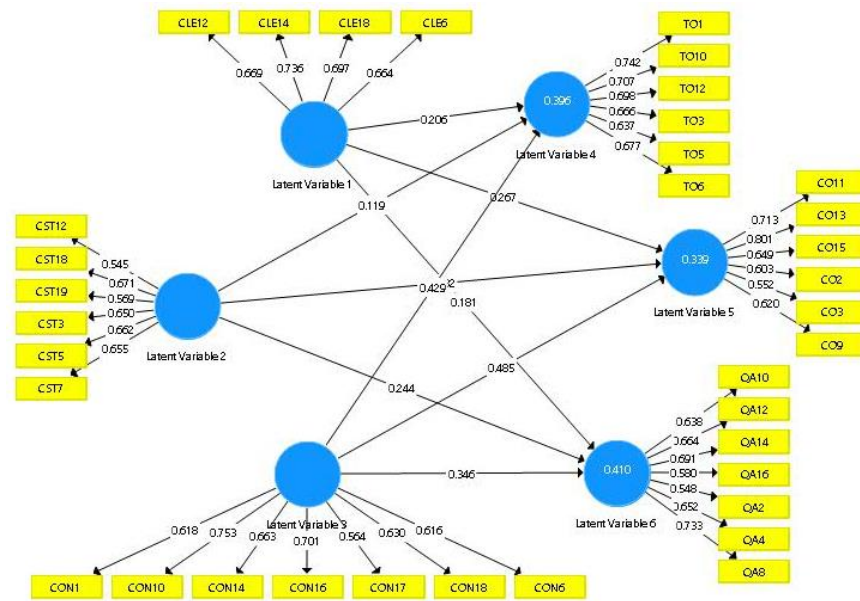 CLE12
CLE14
CLE18
CLE6
0.669
0.736
0.697
0.664
Latent Variable 1
TO1
TO10
TO12
TO3
TO5
TO6
0.742
0.707
0.698
0.666
0.637
0.677
0.396
Latent Variable 4
0.206
0.119
0.267
0.429
0.181
0.485
0.244
0.346
CST12
CST18
CST19
CST3
CST5
CST7
0.545
0.671
0.569
0.650
0.662
0.655
Latent Variable 2
CO11
CO13
CO15
CO2
CO3
CO9
0.713
0.801
0.649
0.603
0.552
0.620
0.339
Latent Variable 5
QA10
QA12
QA14
QA16
QA2
QA4
QA8
0.638
0.664
0.691
0.580
0.548
0.652
0.733
0.410
Latent Variable 6
Latent Variable 3
0.618
0.753
0.663
0.701
0.564
0.630
0.616
CON1
CON10
CON14
CON16
CON17
CON18
CON6